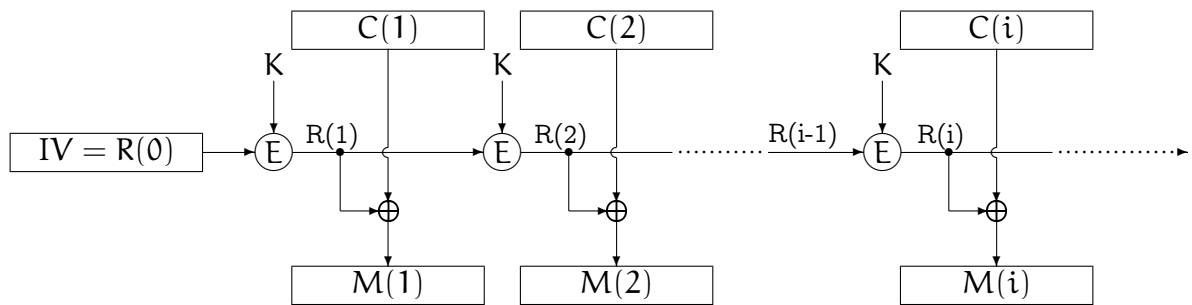 C(1) C(2) C(i)
K K K
R(1) R(2) R(i-1) R(i)
IV = R(0) E E E
M(1) M(2) M(i)